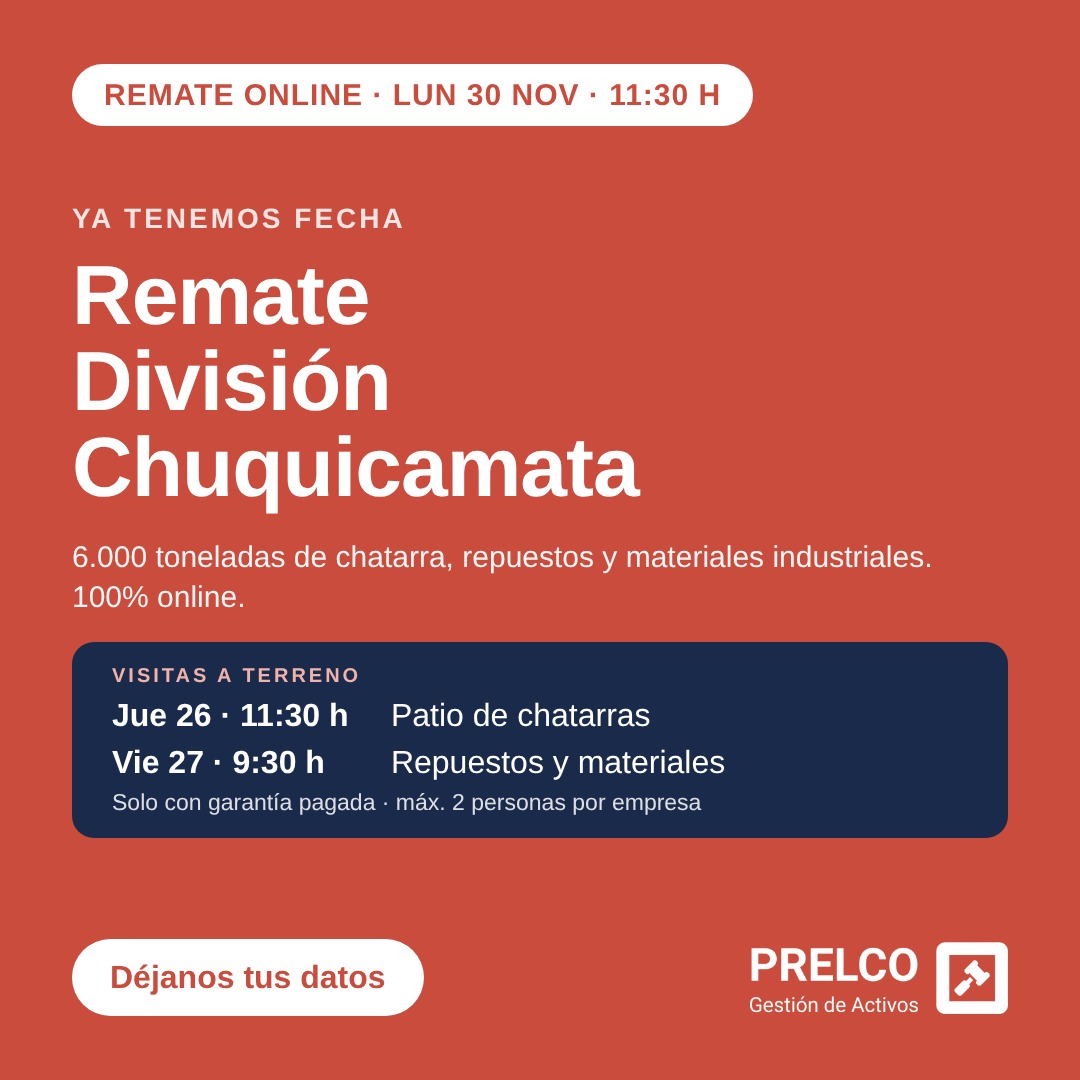 REMATE ONLINE · LUN 30 NOV · 11:30 H
YA TENEMOS FECHA
Remate
División
Chuquicamata
6.000 toneladas de chatarra, repuestos y materiales industriales.
100% online.
VISITAS A TERRENO
Jue 26 · 11:30 h Patio de chatarras
Vie 27 · 9:30 h Repuestos y materiales
Solo con garantía pagada · máx. 2 personas por empresa
Déjanos tus datos
PRELCO
Gestión de Activos